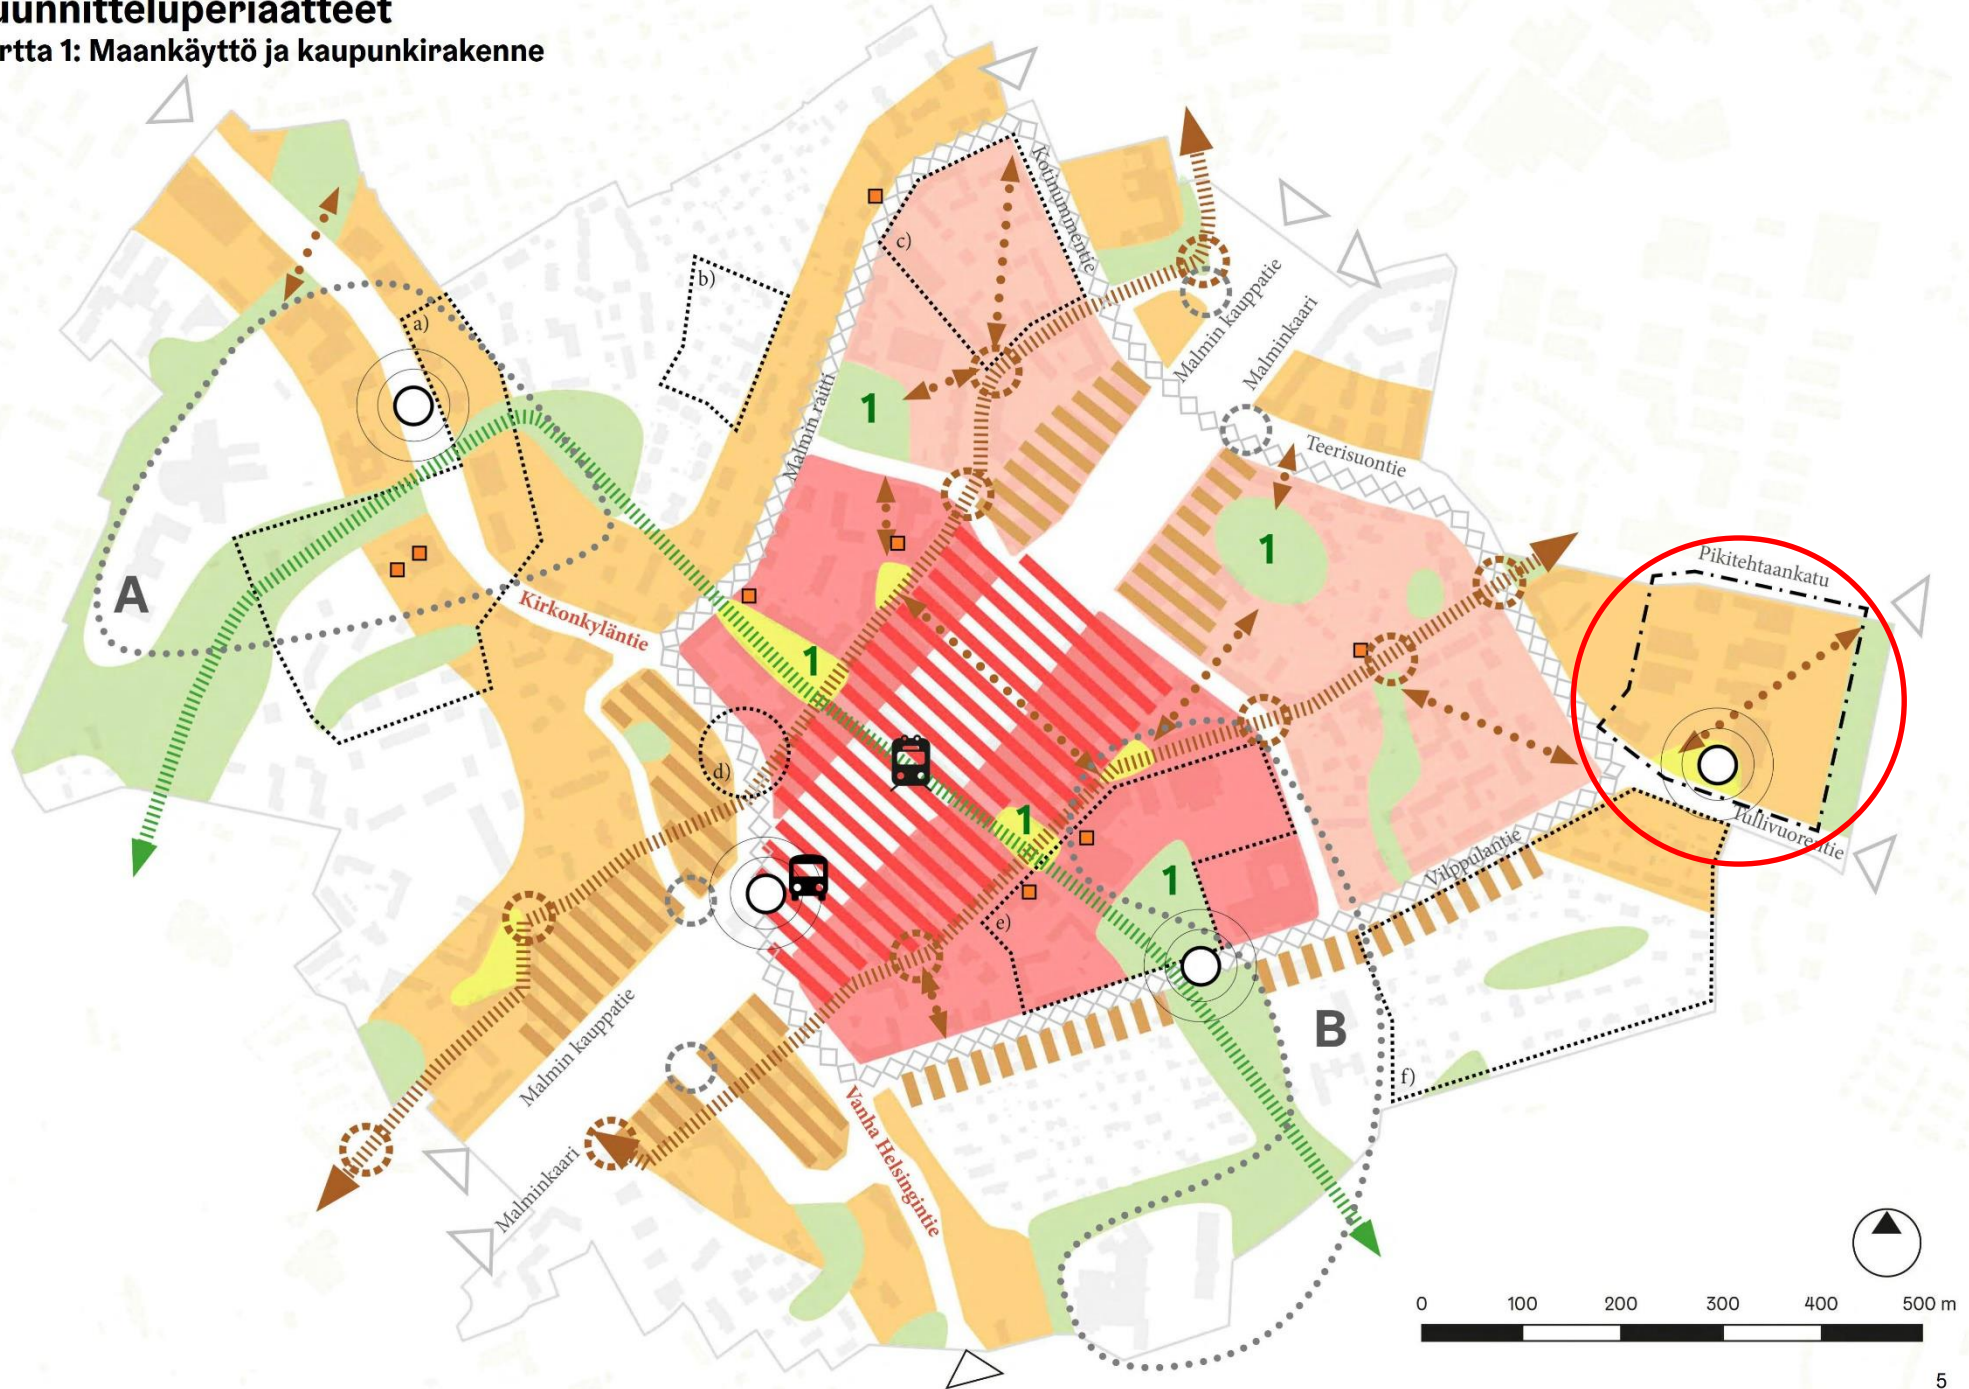 uunnitteluperiaatteet
rtta 1: Maankäyttö ja kaupunkirakenne
Kotinummentie
c)
b)
Malmin kauppatie
Malminkaari
a)
Malmin raitti
1
Teerisuontie
1
Pikitehtaankatu
A
Kirkonkyläntie
1
d)
1
Tullivuorentie
Vilppulantie
1
e)
B
f)
Malmin kauppatie
Malminkaari
Vanha Helsingintie
0 100 200 300 400 500 m
5